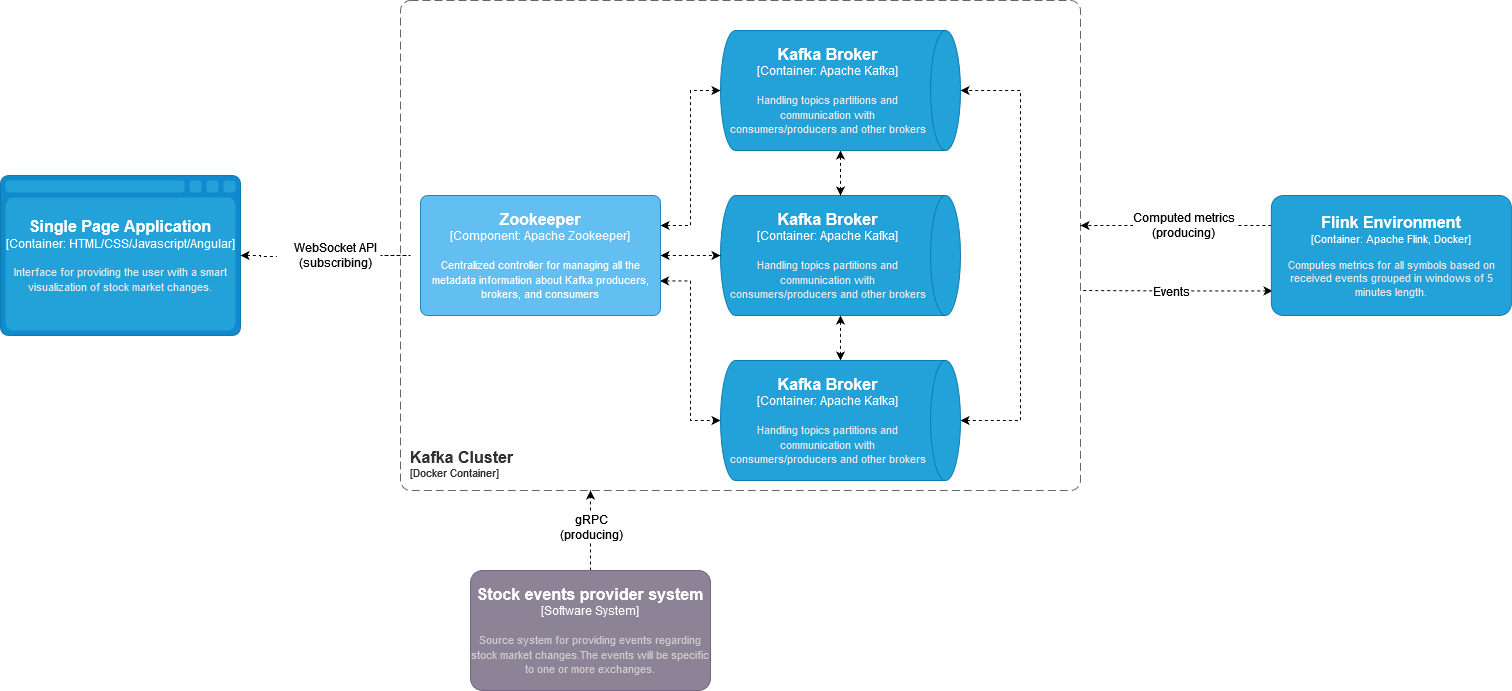 Kafka Broker
[Container: Apache Kafka]
Handling topics partitions and
communication with
consumers/producers and other brokers
Single Page Application
[Container: HTML/CSS/Javascript/Angular]
Interface for providing the user with a smart
visualization of stock market changes.
WebSocket API
(subscribing)
Zookeeper
[Component: Apache Zookeeper]
Centralized controller for managing all the
metadata information about Kafka producers,
brokers, and consumers
Kafka Broker
[Container: Apache Kafka]
Handling topics partitions and
communication with
consumers/producers and other brokers
Computed metrics
(producing)
Events
Flink Environment
[Container: Apache Flink, Docker]
Computes metrics for all symbols based on
received events grouped in windows of 5
minutes length.
Kafka Broker
[Container: Apache Kafka]
Handling topics partitions and
communication with
consumers/producers and other brokers
Kafka Cluster
[Docker Container]
gRPC
(producing)
Stock events provider system
[Software System]
Source system for providing events regarding
stock market changes.The events will be specific
to one or more exchanges.